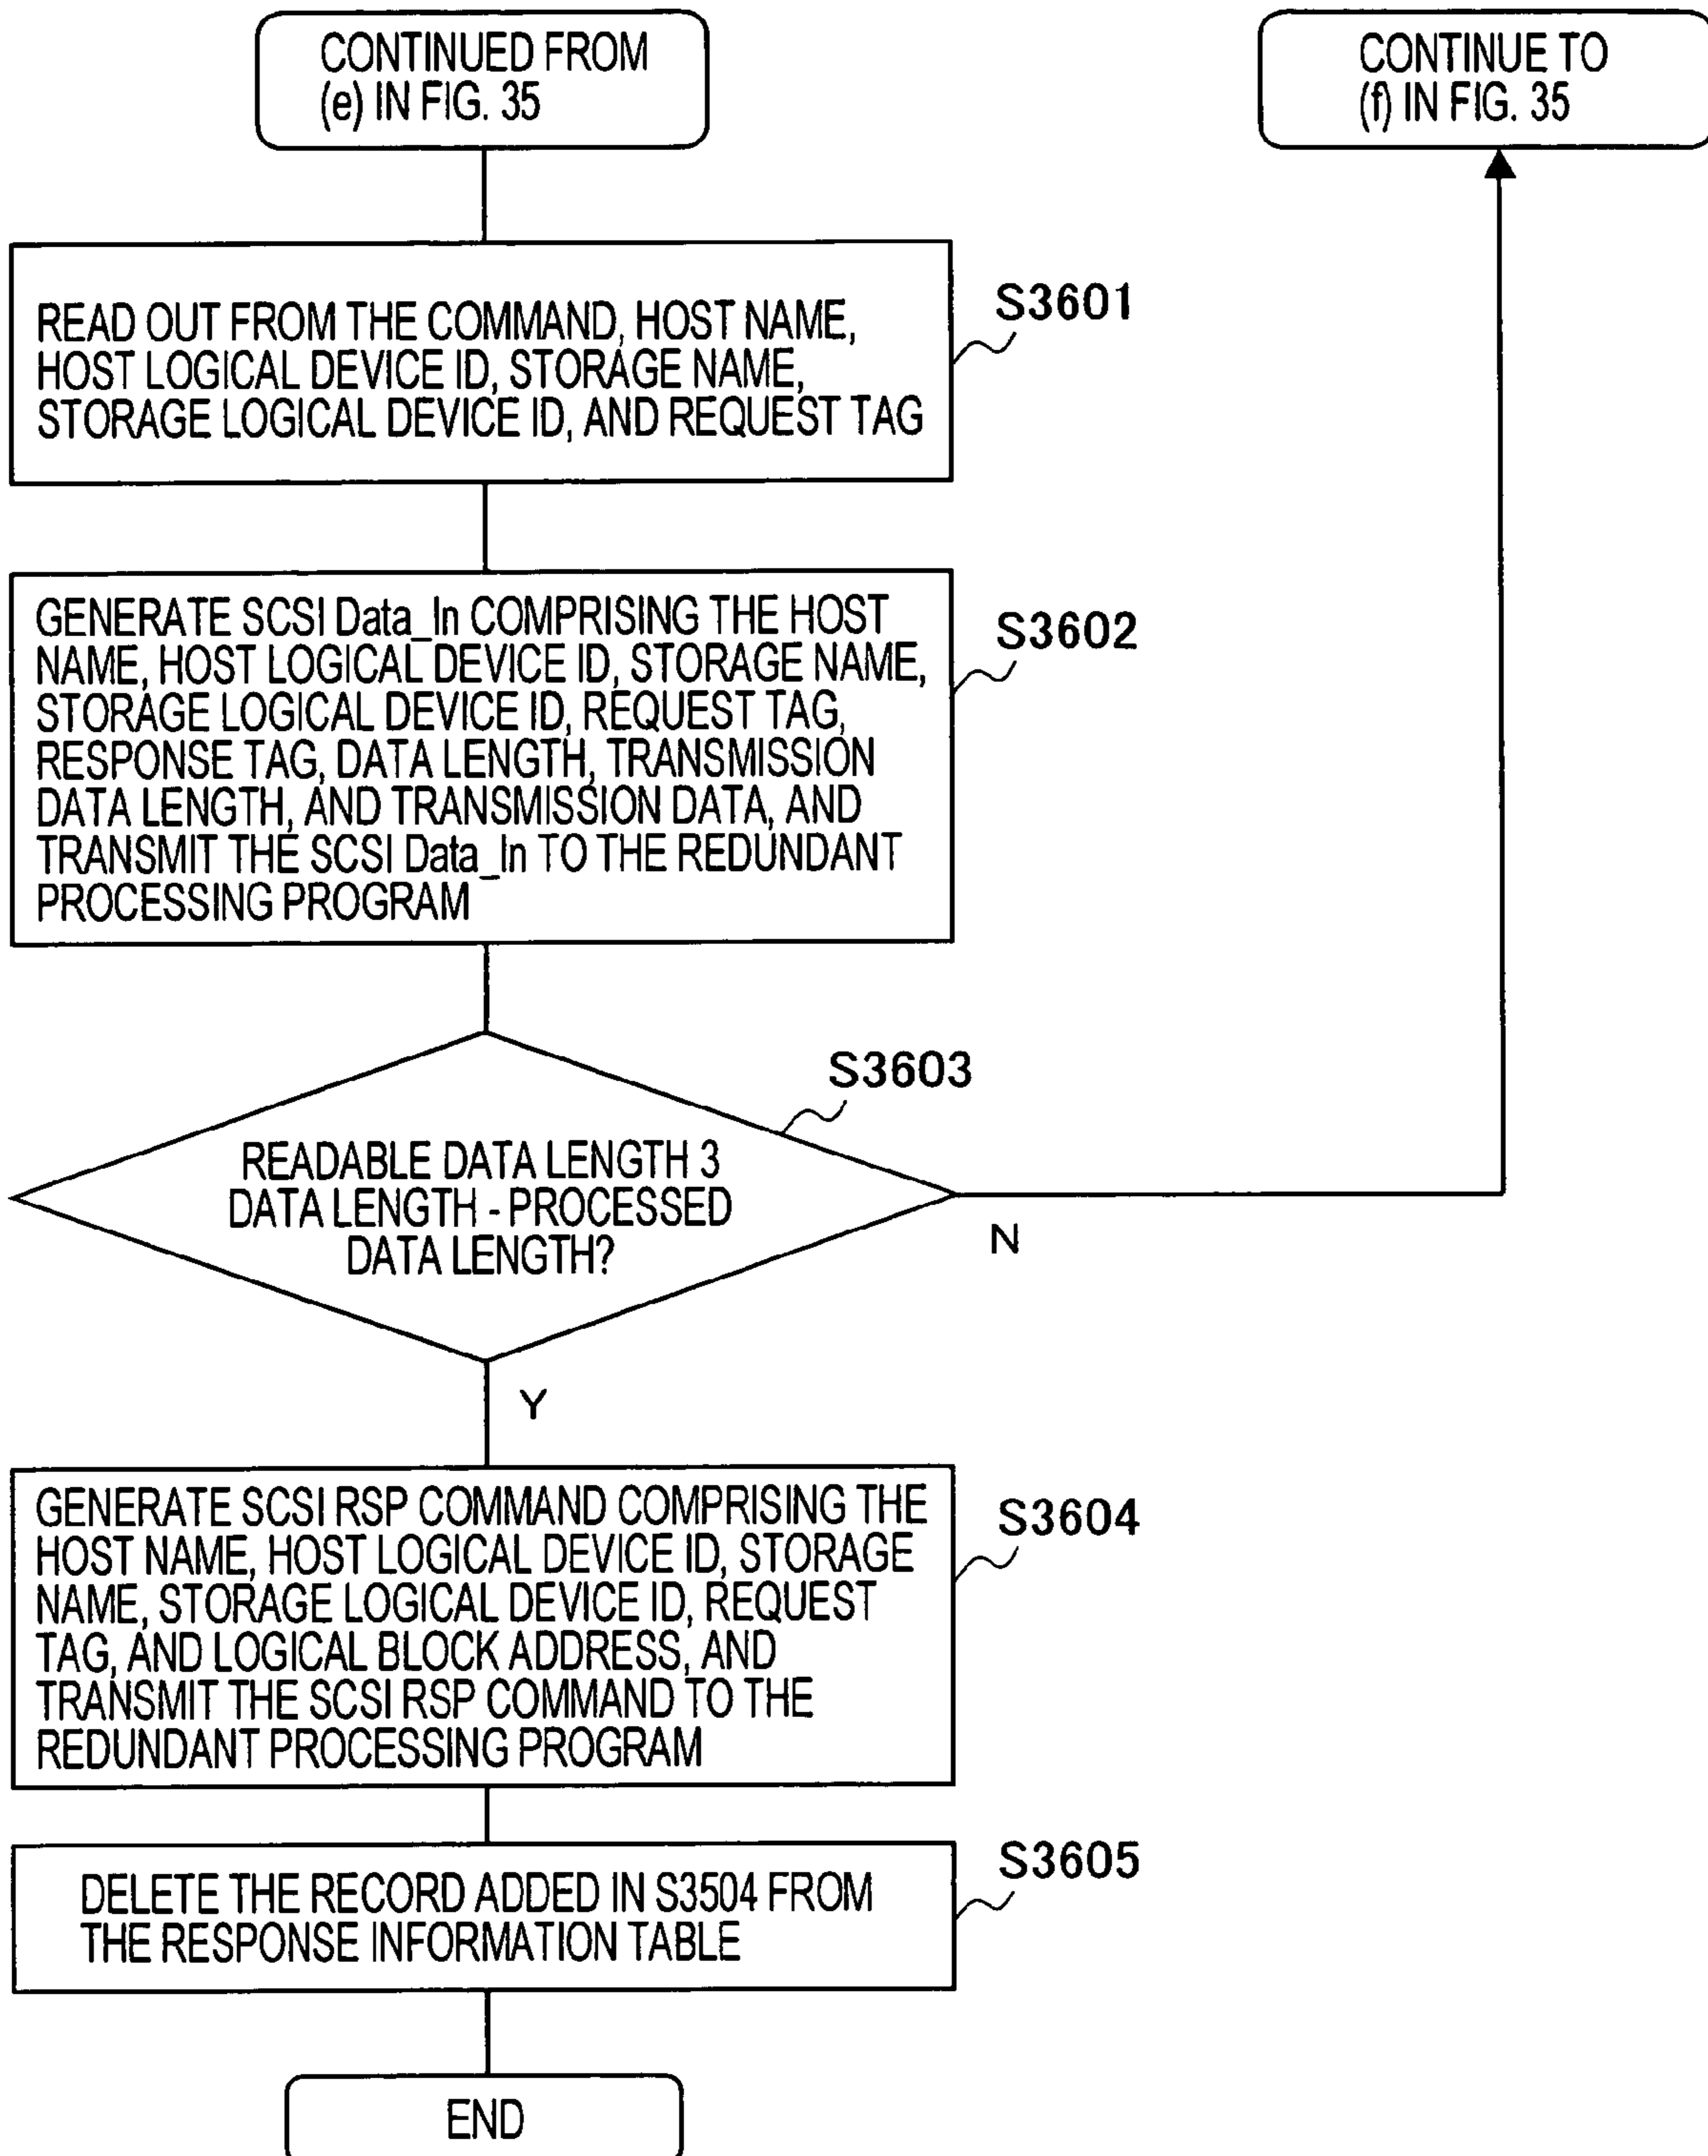 CONTINUED FROM
(e) IN FIG. 35
CONTINUE TO
(f) IN FIG. 35
READ OUT FROM THE COMMAND, HOST NAME,
HOST LOGICAL DEVICE ID, STORAGE NAME,
STORAGE LOGICAL DEVICE ID, AND REQUEST TAG
S3601
GENERATE SCSI Data_In COMPRISING THE HOST
NAME, HOST LOGICAL DEVICE ID, STORAGE NAME,
STORAGE LOGICAL DEVICE ID, REQUEST TAG,
RESPONSE TAG, DATA LENGTH, TRANSMISSION
DATA LENGTH, AND TRANSMISSION DATA, AND
TRANSMIT THE SCSI Data_In TO THE REDUNDANT
PROCESSING PROGRAM
S3602
S3603
READABLE DATA LENGTH 3
DATA LENGTH - PROCESSED
DATA LENGTH?
N
Y
GENERATE SCSI RSP COMMAND COMPRISING THE
HOST NAME, HOST LOGICAL DEVICE ID, STORAGE
NAME, STORAGE LOGICAL DEVICE ID, REQUEST
TAG, AND LOGICAL BLOCK ADDRESS, AND
TRANSMIT THE SCSI RSP COMMAND TO THE
REDUNDANT PROCESSING PROGRAM
S3604
DELETE THE RECORD ADDED IN S3504 FROM
THE RESPONSE INFORMATION TABLE
S3605
END